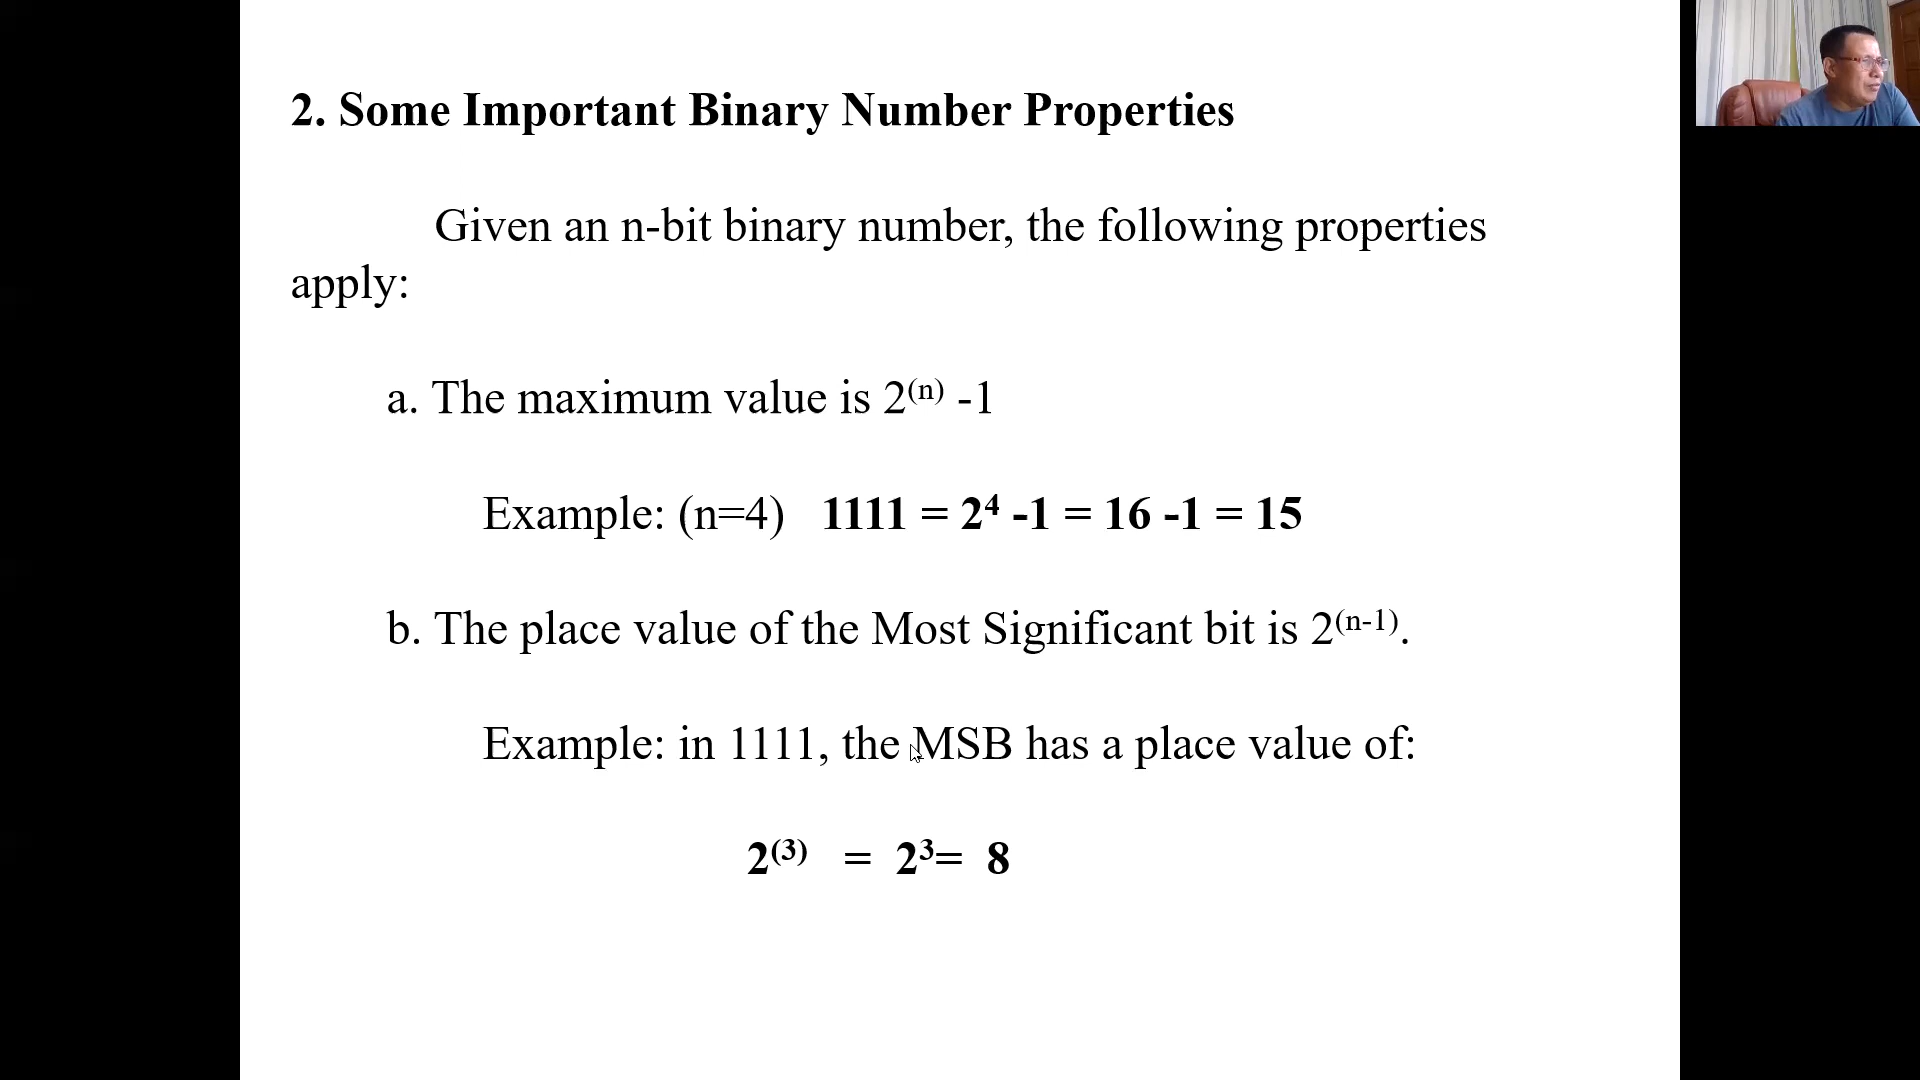 2. Some Important Binary Number Properties
Given an n-bit binary number, the following properties
apply:
a. The maximum value is 2⁽ⁿ⁾ -1
Example: (n=4) 1111 = 2⁴ -1 = 16 -1 = 15
b. The place value of the Most Significant bit is 2⁽ⁿ⁻¹⁾.
Example: in 1111, the MSB has a place value of:
2⁽³⁾ = 2³= 8